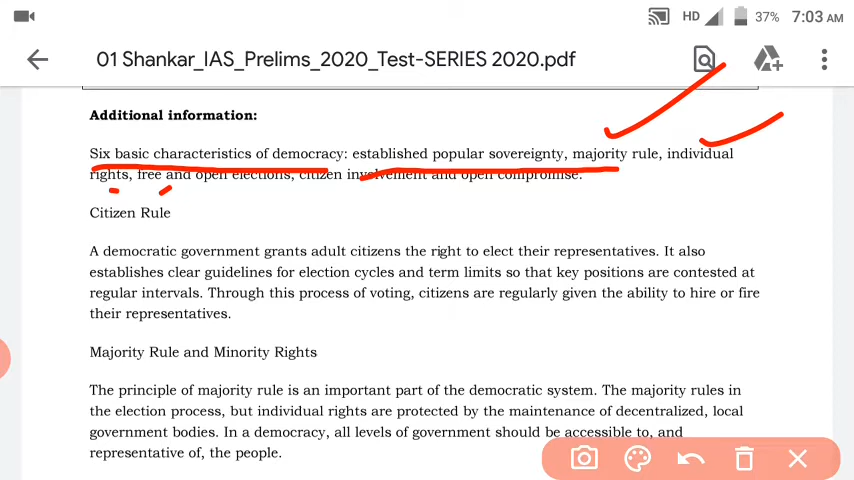 HD 37% 7:03 AM
01 Shankar_IAS_Prelims_2020_Test-SERIES 2020.pdf
Additional information:
Six basic characteristics of democracy: established popular sovereignty, majority rule, individual
rights, free and open elections, citizen involvement and open compromise.
Citizen Rule
A democratic government grants adult citizens the right to elect their representatives. It also
establishes clear guidelines for election cycles and term limits so that key positions are contested at
regular intervals. Through this process of voting, citizens are regularly given the ability to hire or fire
their representatives.
Majority Rule and Minority Rights
The principle of majority rule is an important part of the democratic system. The majority rules in
the election process, but individual rights are protected by the maintenance of decentralized, local
government bodies. In a democracy, all levels of government should be accessible to, and
representative of, the people.